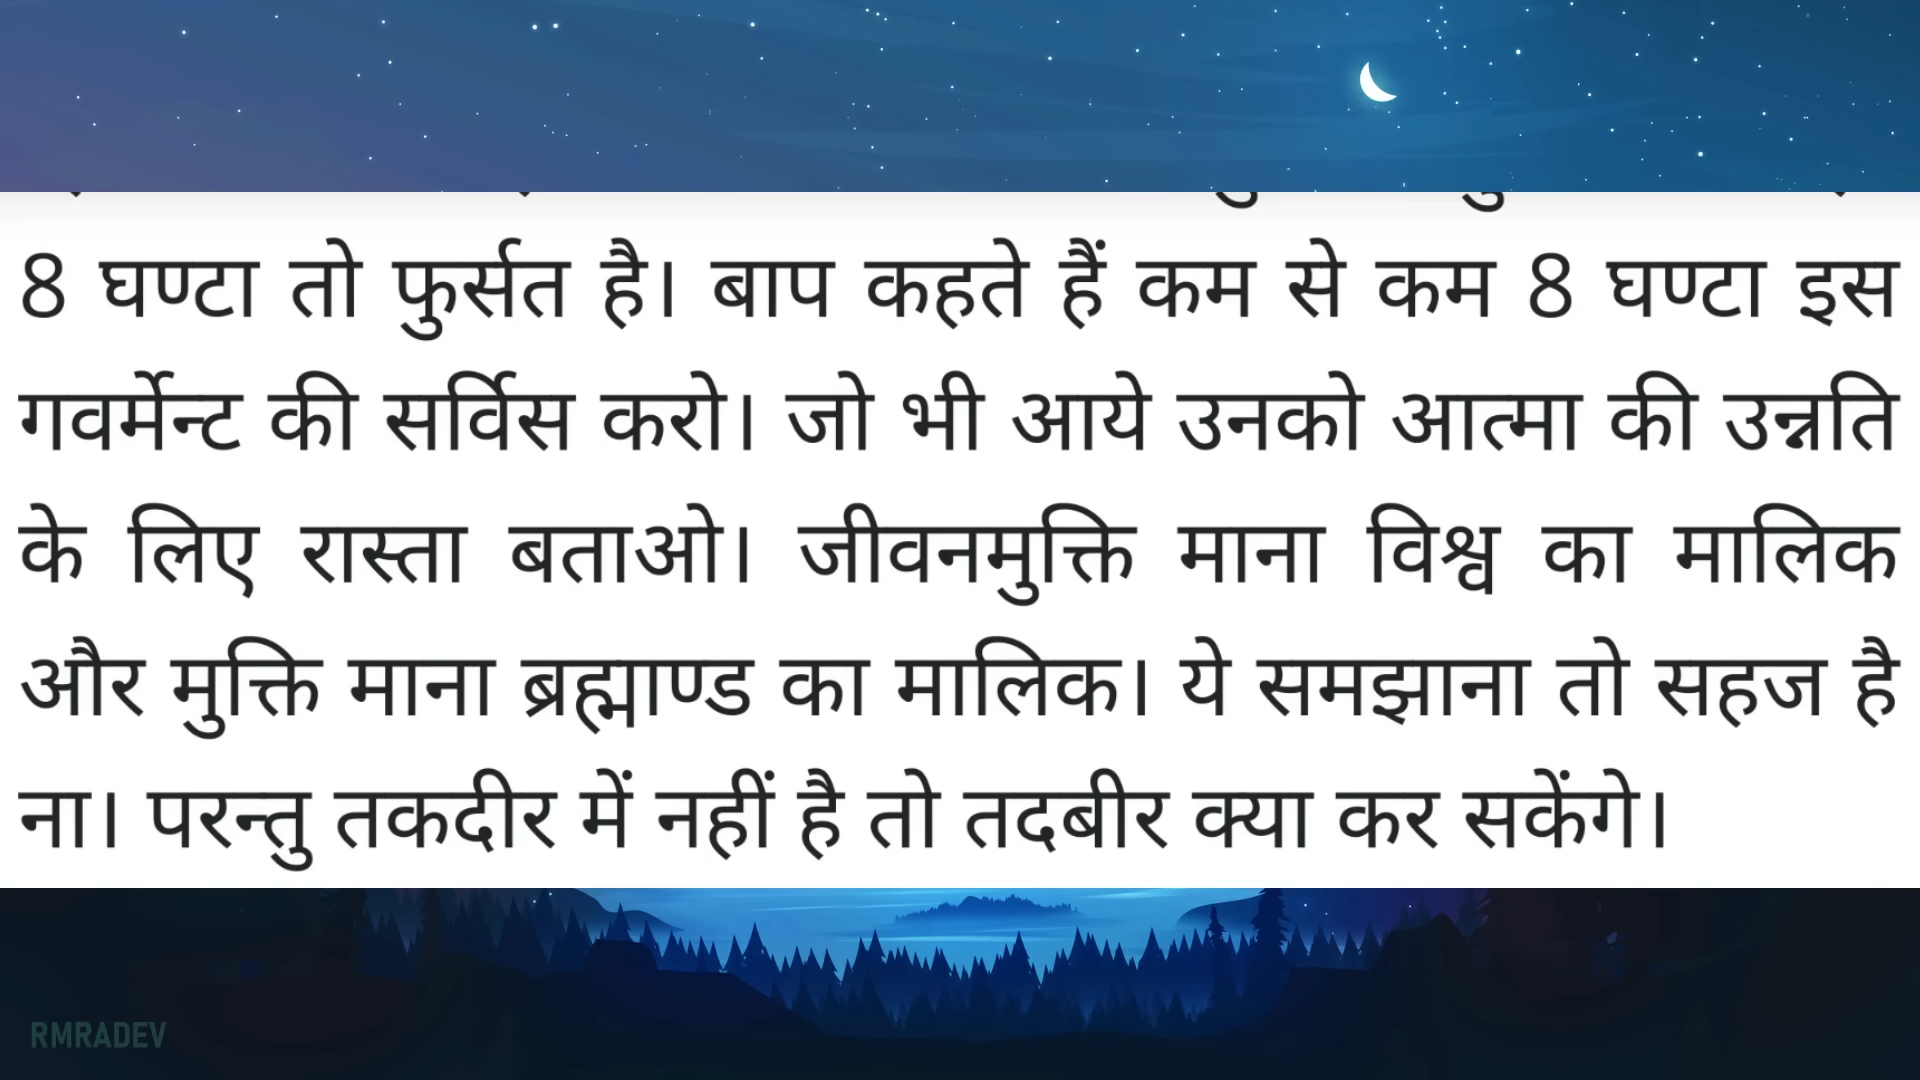 8 घण्टा तो फुर्सत है। बाप कहते हैं कम से कम 8 घण्टा इस
गवर्मेन्ट की सर्विस करो। जो भी आये उनको आत्मा की उन्नति
के लिए रास्ता बताओ। जीवनमुक्ति माना विश्व का मालिक
और मुक्ति माना ब्रह्माण्ड का मालिक। ये समझाना तो सहज है
ना। परन्तु तकदीर में नहीं है तो तदबीर क्या कर सकेंगे।
RMRADEV